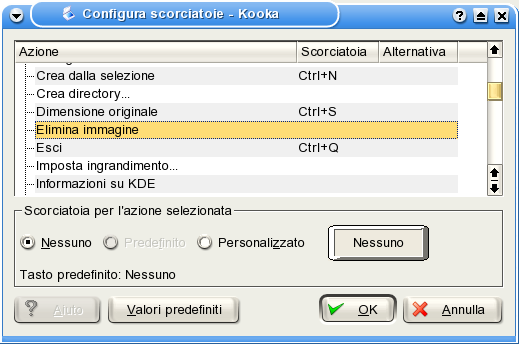 Configura scorciatoie - Kooka
Azione Scorciatoia Alternativa
Crea dalla selezione Ctrl+N
Crea directory...
Dimensione originale Ctrl+S
Elimina immagine
Esci Ctrl+Q
Imposta ingrandimento...
Informazioni su KDE
Scorciatoia per l'azione selezionata
Nessuno Predefinito Personalizzato Nessuno
Tasto predefinito: Nessuno
? Aiuto Valori predefiniti OK Annulla